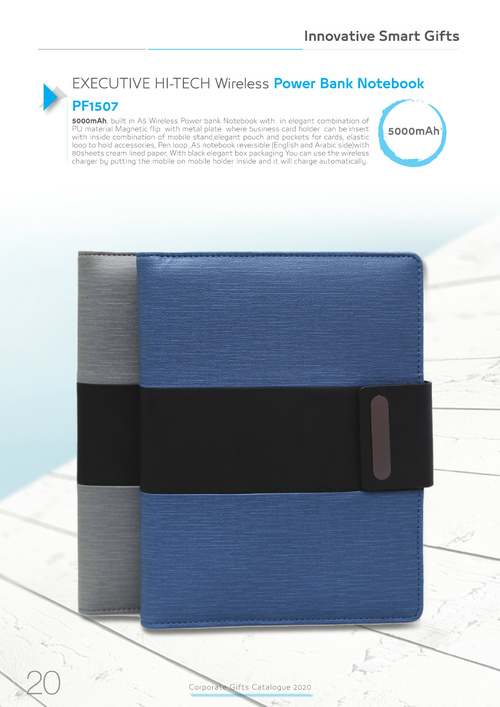 Innovative Smart Gifts
EXECUTIVE HI-TECH Wireless Power Bank Notebook
PF1507
5000mAh, built in A5 Wireless Power bank Notebook with in elegant combination of
PU material Magnetic flip with metal plate where business card holder can be insert
with inside combination of mobile stand,elegant pouch and pockets for cards, elastic
loop to hold accessories, Pen loop ,A5 notebook reversible (English and Arabic side)with
80sheets cream lined paper, With black elegant box packaging You can use the wireless
charger by putting the mobile on mobile holder inside and it will charge automatically.
5000mAh
20
Corporate Gifts Catalogue 2020